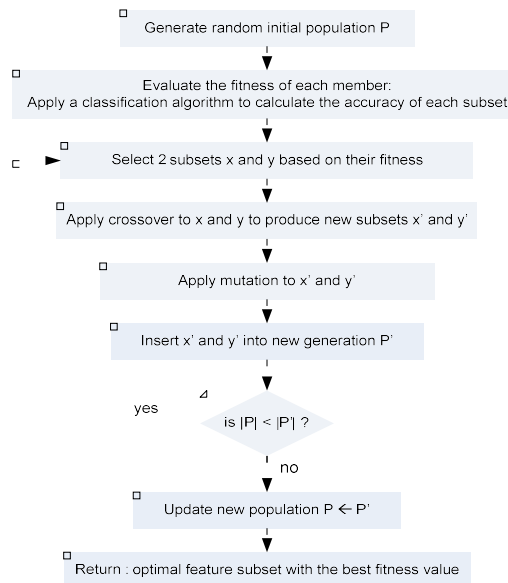 Generate random initial population P
Evaluate the fitness of each member:
Apply a classification algorithm to calculate the accuracy of each subset
Select 2 subsets x and y based on their fitness
Apply crossover to x and y to produce new subsets x’ and y’
Apply mutation to x’ and y’
Insert x’ and y’ into new generation P’
yes
is |P| < |P’| ?
no
Update new population P ← P’
Return : optimal feature subset with the best fitness value